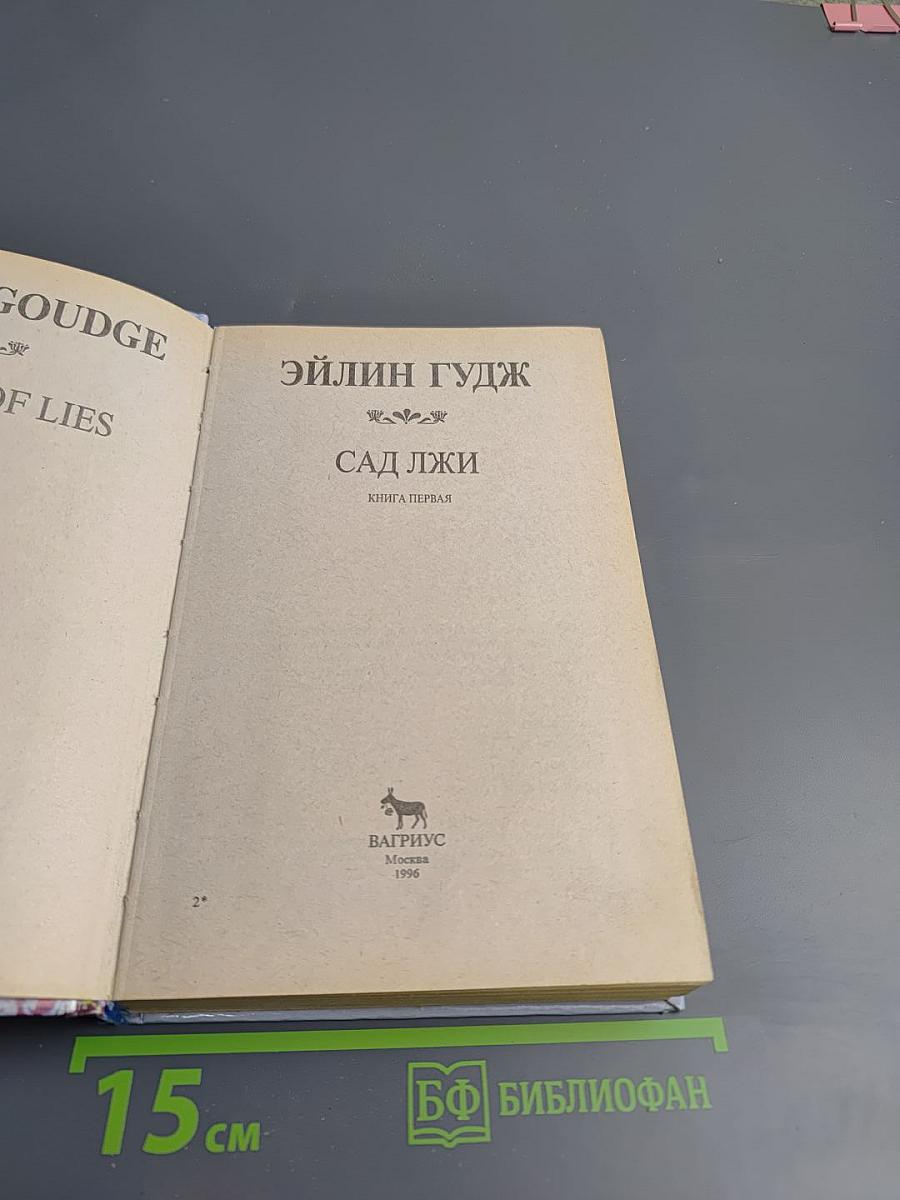 GOUDGE
OF LIES
ЭЙЛИН ГУДЖ
САД ЛЖИ
КНИГА ПЕРВАЯ
ВАГРИУС
Москва
1996
2*
15 см
БФ БИБЛИОФАН